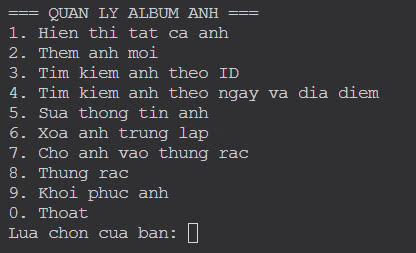 === QUAN LY ALBUM ANH ===
1. Hien thi tat ca anh
2. Them anh moi
3. Tim kiem anh theo ID
4. Tim kiem anh theo ngay va dia diem
5. Sua thong tin anh
6. Xoa anh trung lap
7. Cho anh vao thung rac
8. Thung rac
9. Khoi phuc anh
0. Thoat
Lua chon cua ban: